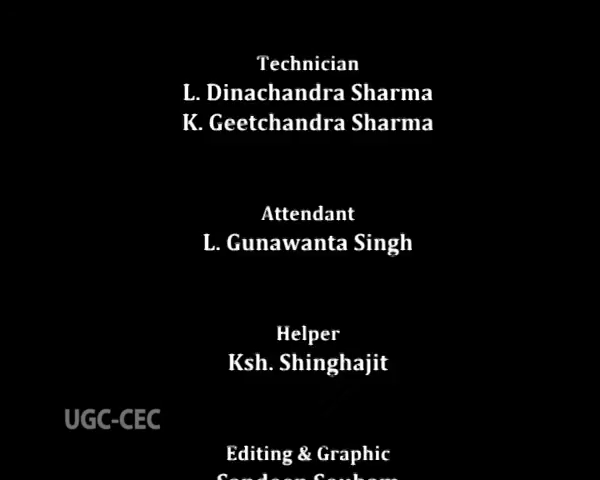 Technician
L. Dinachandra Sharma
K. Geetchandra Sharma
Attendant
L. Gunawanta Singh
Helper
Ksh. Shinghajit
UGC-CEC
Editing & Graphic